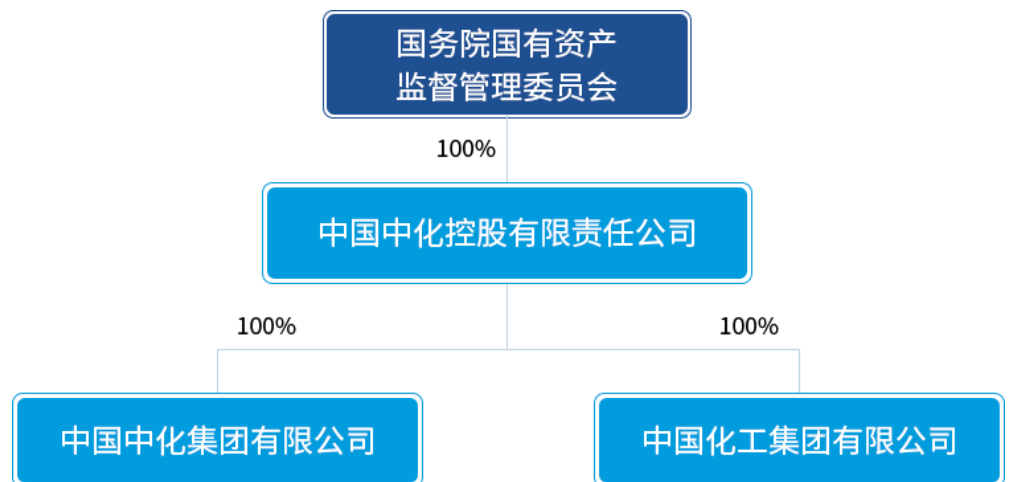 国务院国有资产
监督管理委员会
100%
中国中化控股有限责任公司
100%
100%
中国中化集团有限公司
中国化工集团有限公司